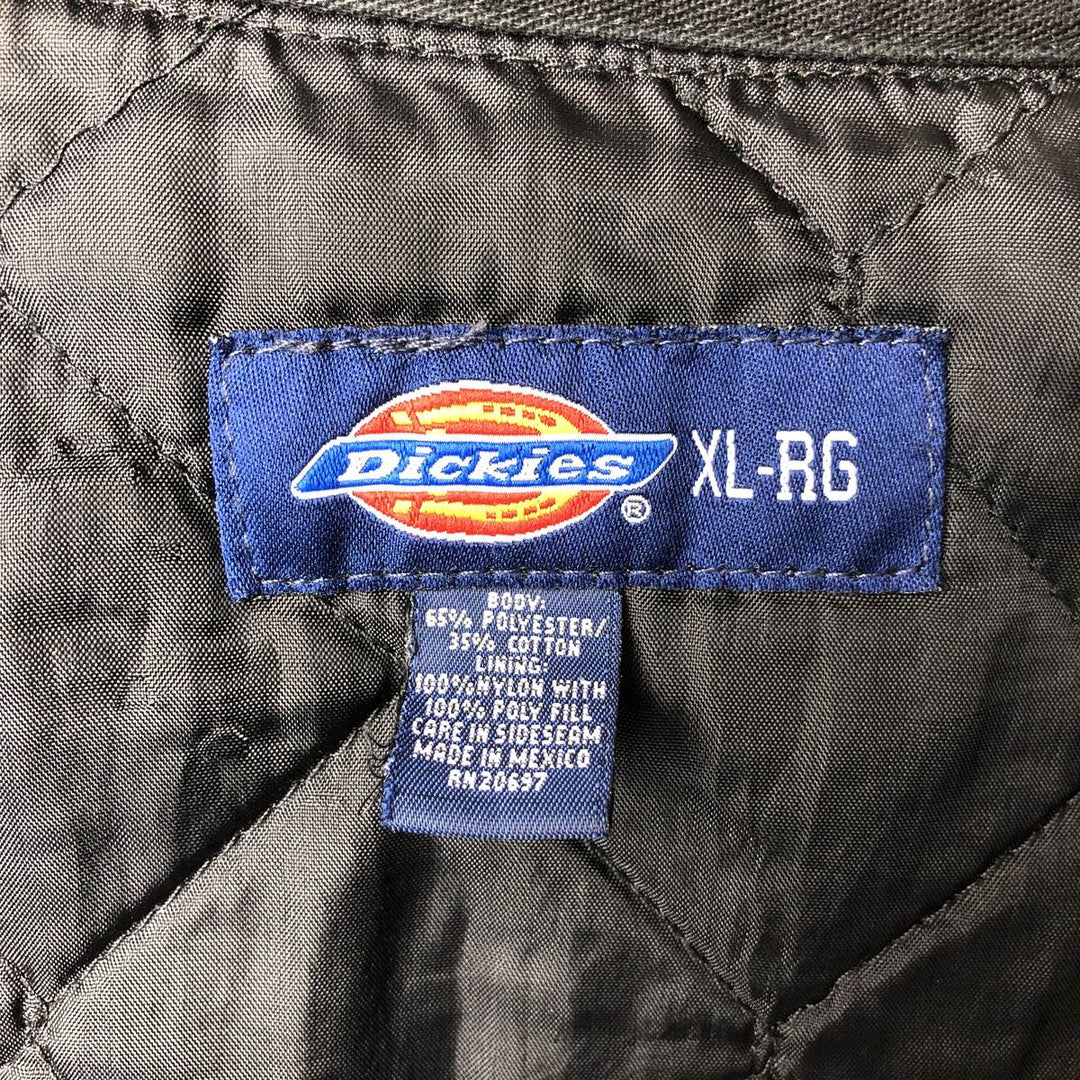 Dickies® XL-RG
BODY:
65% POLYESTER/
35% COTTON
LINING:
100% NYLON WITH
100% POLY FILL
CARE IN SIDESEAM
MADE IN MEXICO
RN20697